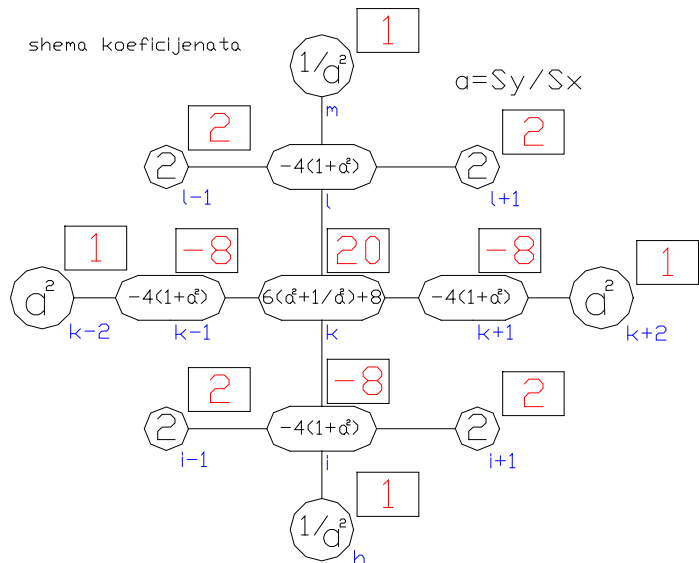 1
shema koeficijenata
1/a²
a=Sy/Sx
m
2
2
2
-4(1+a²)
2
l-1
l
l+1
1
-8
20
-8
1
a²
-4(1+a²)
6(a²+1/a²)+8
-4(1+a²)
a²
k-2
k-1
k
k+1
k+2
2
-8
2
2
-4(1+a²)
2
i-1
i
i+1
1
1/a²
h